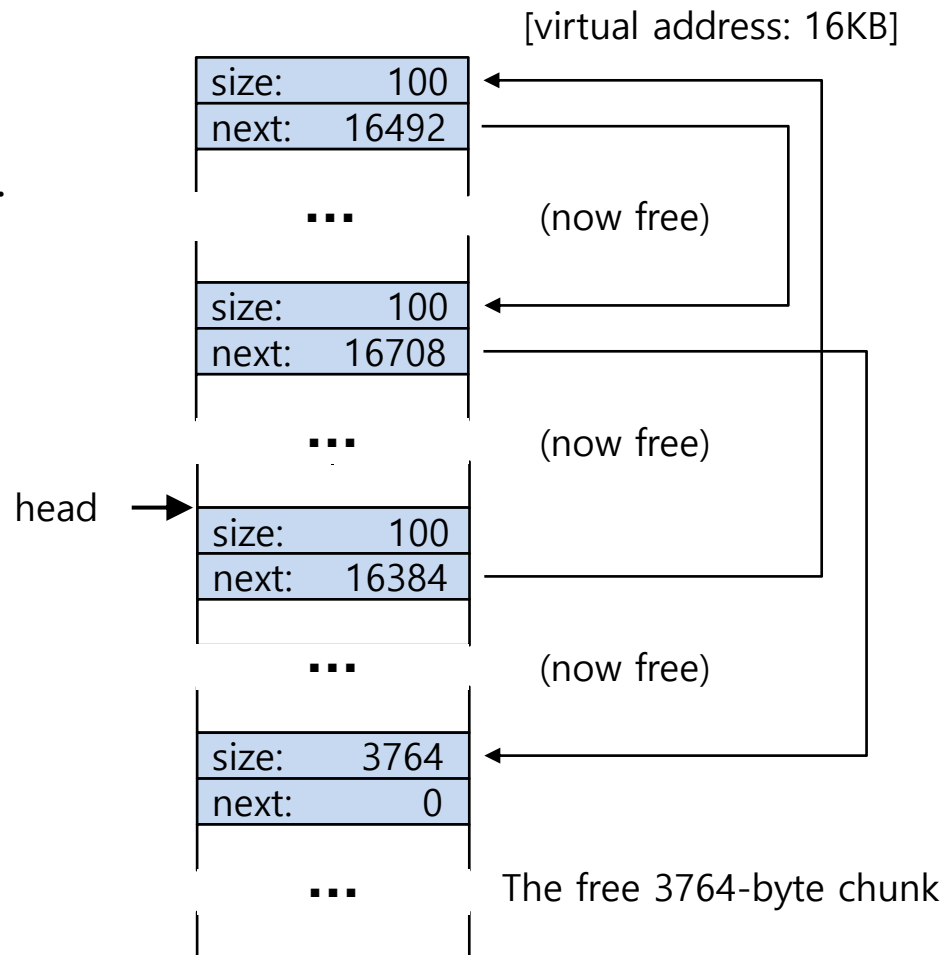 [virtual address: 16KB]
size: 100
next: 16492
.
...
(now free)
size: 100
next: 16708
...
(now free)
head
size: 100
next: 16384
...
(now free)
size: 3764
next: 0
...
The free 3764-byte chunk